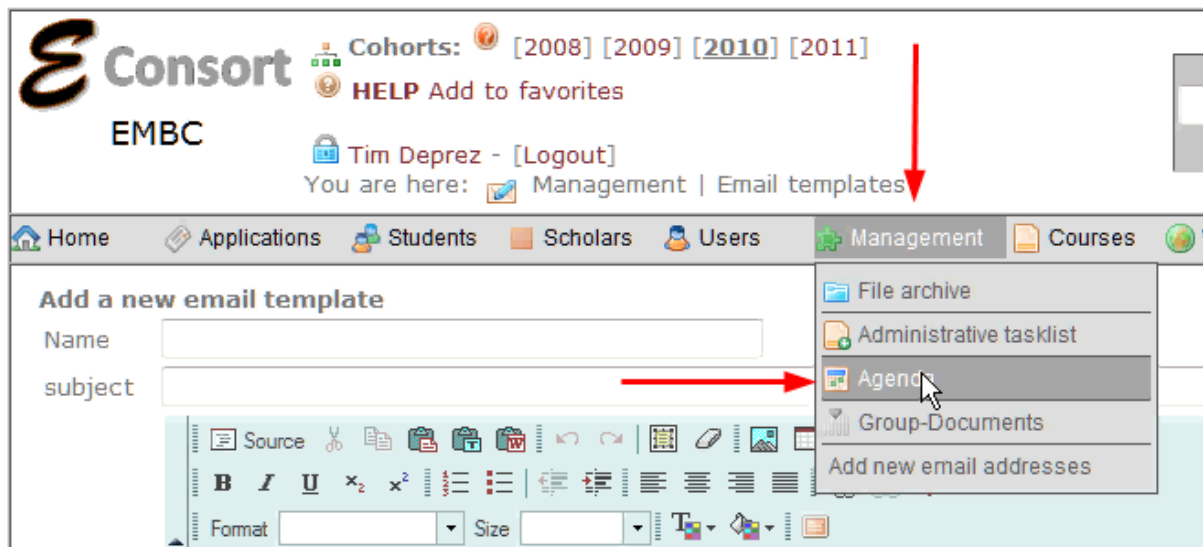 E Consort
EMBC
Cohorts: [2008] [2009] [2010] [2011]
HELP Add to favorites
Tim Deprez - [Logout]
You are here: Management | Email templates
Home Applications Students Scholars Users Management Courses
File archive
Administrative tasklist
Agenda
Group-Documents
Add new email addresses
Add a new email template
Name
subject
Source
B I U x₂ x²
Format Size